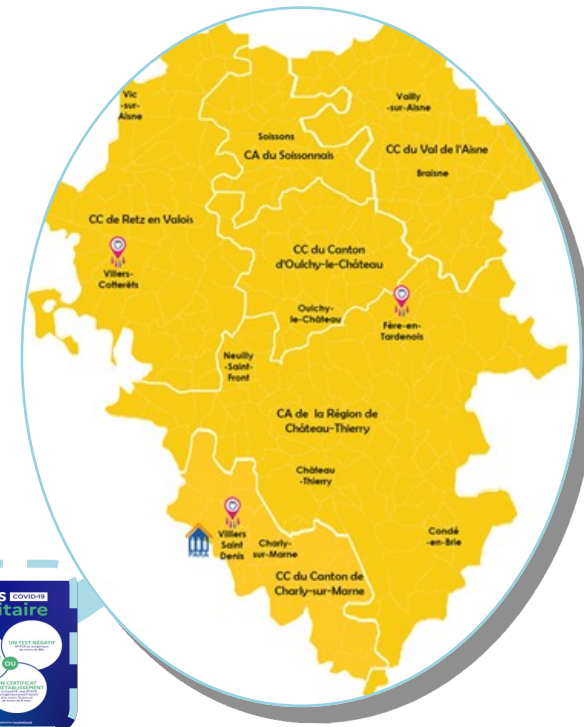 Vic
-sur-
Aisne
Vailly
-sur-Aisne
Soissons
CA du Soissonnais
CC du Val de l'Aisne
Braisne
CC de Retz en Valois
Villers-
Cotterêts
CC du Canton
d'Oulchy-le-Château
Oulchy-
le-Château
Fère-en-
Tardenois
Neuilly
-Saint-
Front
CA de la Région de
Château-Thierry
Château
-Thierry
Villiers
Saint
Denis
Charly-
sur-Marne
Condé
-en-Brie
CC du Canton de
Charly-sur-Marne
PARA
S COVID-19
itaire
UN TEST NÉGATIF
OU
N CERTIFICAT
RÉTABLISSEMENT